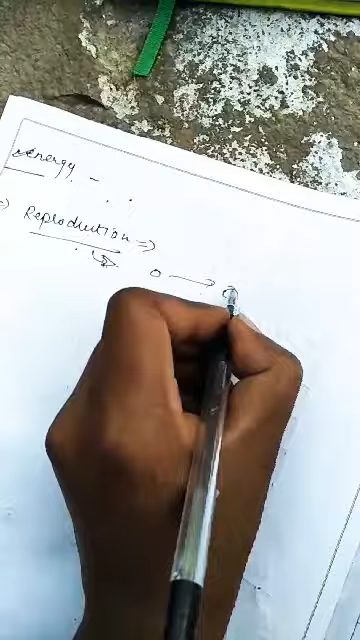 energy -
=> Reproduction =>